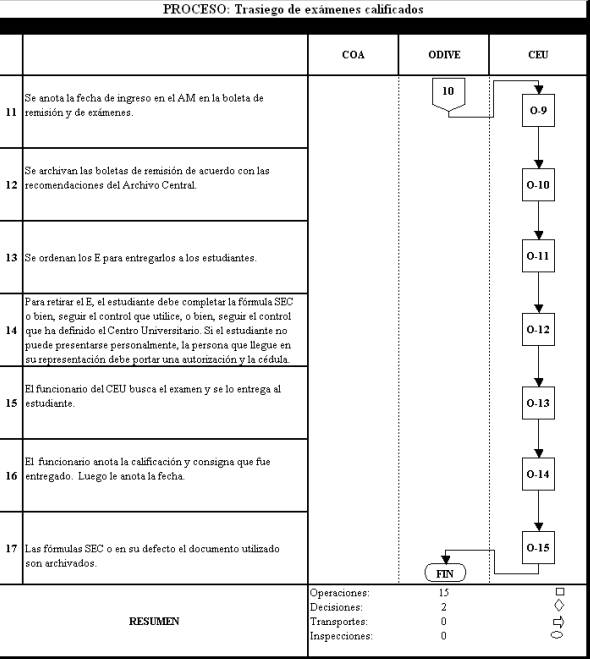 PROCESO: Trasiego de exámenes calificados
COA ODIVE CEU
10
11 Se anota la fecha de ingreso en el AM en la boleta de
remisión y de exámenes.
O-9
12 Se archivan las boletas de remisión de acuerdo con las
recomendaciones del Archivo Central.
O-10
13 Se ordenan los E para entregarlos a los estudiantes.
O-11
14 Para retirar el E, el estudiante debe completar la fórmula SEC
o bien, seguir el control que utilice, o bien, seguir el control
que ha definido el Centro Universitario. Si el estudiante no
puede presentarse personalmente, la persona que llegue en
su representación debe portar una autorización y la cédula.
O-12
15 El funcionario del CEU busca el examen y se lo entrega al
estudiante.
O-13
16 El funcionario anota la calificación y consigna que fue
entregado. Luego le anota la fecha.
O-14
17 Las fórmulas SEC o en su defecto el documento utilizado
son archivados.
O-15
FIN
RESUMEN
Operaciones: 15
Decisiones: 2
Transportes: 0
Inspecciones: 0